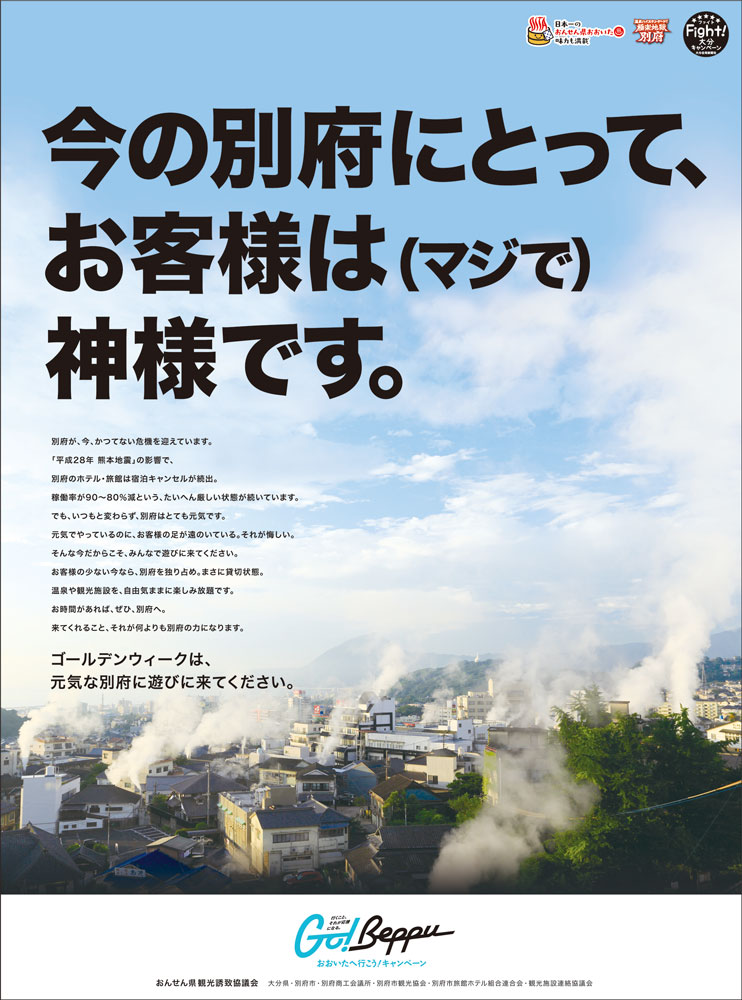 日本一の
おんせん県おおいた
味力も満載
別府
Fight!
ファイト
大分
キャンペーン
今の別府にとって、
お客様は(マジで)
神様です。
別府が、今、かつてない危機を迎えています。
「平成28年 熊本地震」の影響で、
別府のホテル・旅館は宿泊キャンセルが続出。
稼働率が90〜80%減という、たいへん厳しい状態が続いています。
でも、いつもと変わらず、別府はとても元気です。
元気でやっているのに、お客様の足が遠のいている。それが悔しい。
そんな今だからこそ、みんなで遊びに来てください。
お客様の少ない今なら、別府を独り占め。まさに貸切状態。
温泉や観光施設を、自由気ままに楽しみ放題です。
お時間があれば、ぜひ、別府へ。
来てくれること、それが何よりも別府の力になります。
ゴールデンウィークは、
元気な別府に遊びに来てください。
行くこと、
それが応援
になる。
Go! Beppu
おおいたへ行こう!キャンペーン
おんせん県観光誘致協議会 大分県・別府市・別府商工会議所・別府市観光協会・別府市旅館ホテル組合連合会・観光施設連絡協議会